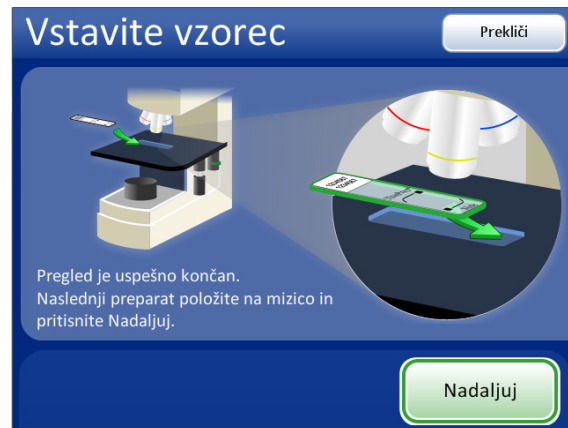 Vstavite vzorec
Prekliči
Pregled je uspešno končan.
Naslednji preparat položite na mizico in
pritisnite Nadaljuj.
Nadaljuj